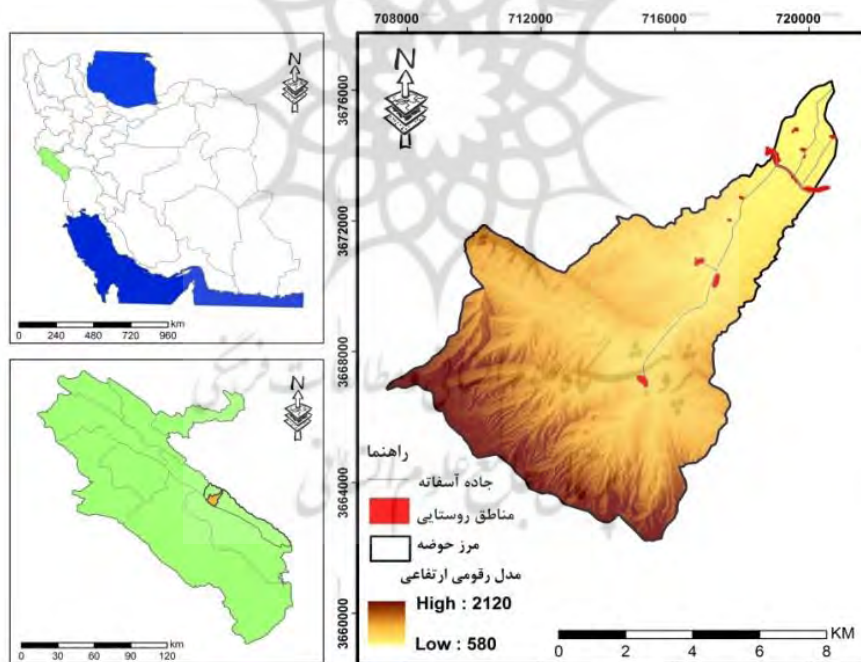 N
km
0 240 480 720 960
N
km
0 30 60 90 120
708000 712000 716000 720000
3676000
3672000
3668000
3664000
3660000
N
راهنما
جاده آسفاته
مناطق روستایی
مرز حوضه
مدل رقومی ارتفاعی
High : 2120
Low : 580
KM
0 2 4 6 8